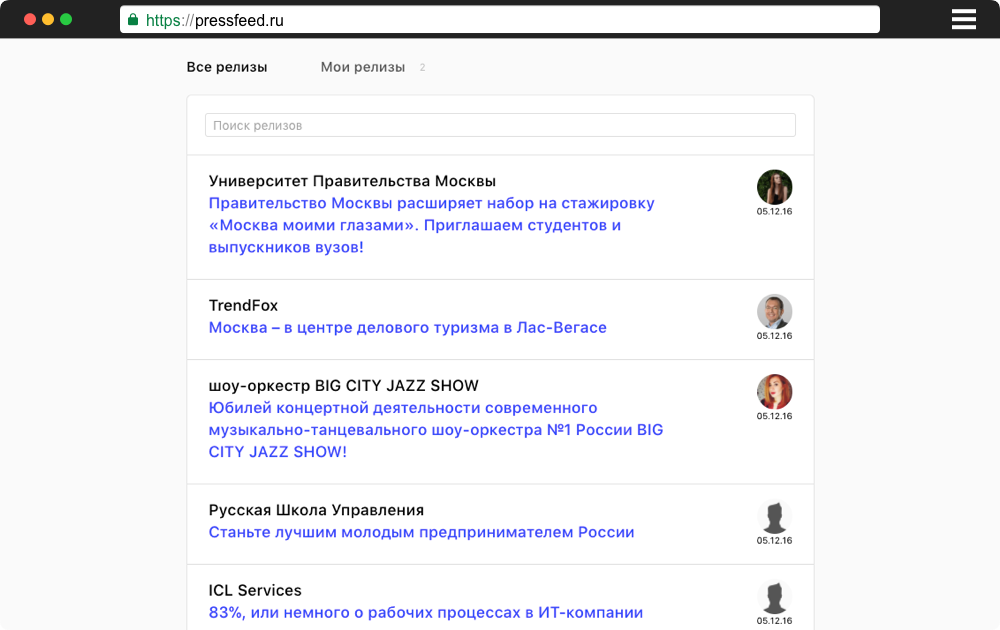 https://pressfeed.ru
Все релизы Мои релизы 2
Поиск релизов
Университет Правительства Москвы
Правительство Москвы расширяет набор на стажировку
«Москва моими глазами». Приглашаем студентов и
выпускников вузов!
05.12.16
TrendFox
Москва – в центре делового туризма в Лас-Вегасе
05.12.16
шоу-оркестр BIG CITY JAZZ SHOW
Юбилей концертной деятельности современного
музыкально-танцевального шоу-оркестра №1 России BIG
CITY JAZZ SHOW!
05.12.16
Русская Школа Управления
Станьте лучшим молодым предпринимателем России
05.12.16
ICL Services
83%, или немного о рабочих процессах в ИТ-компании
05.12.16